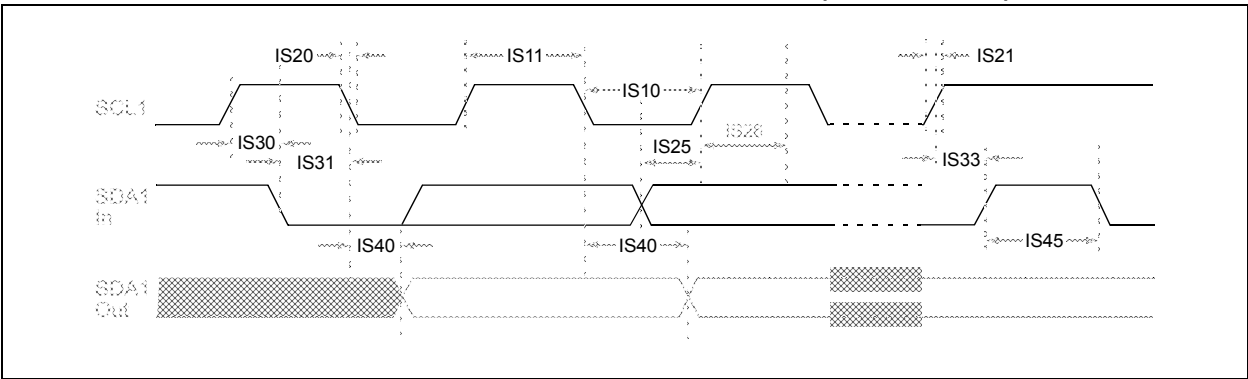 IS20
IS11
IS21
IS10
SCL1
IS30
IS31
IS25
IS33
SDA1
In
IS40
IS40
IS45
SDA1
Out